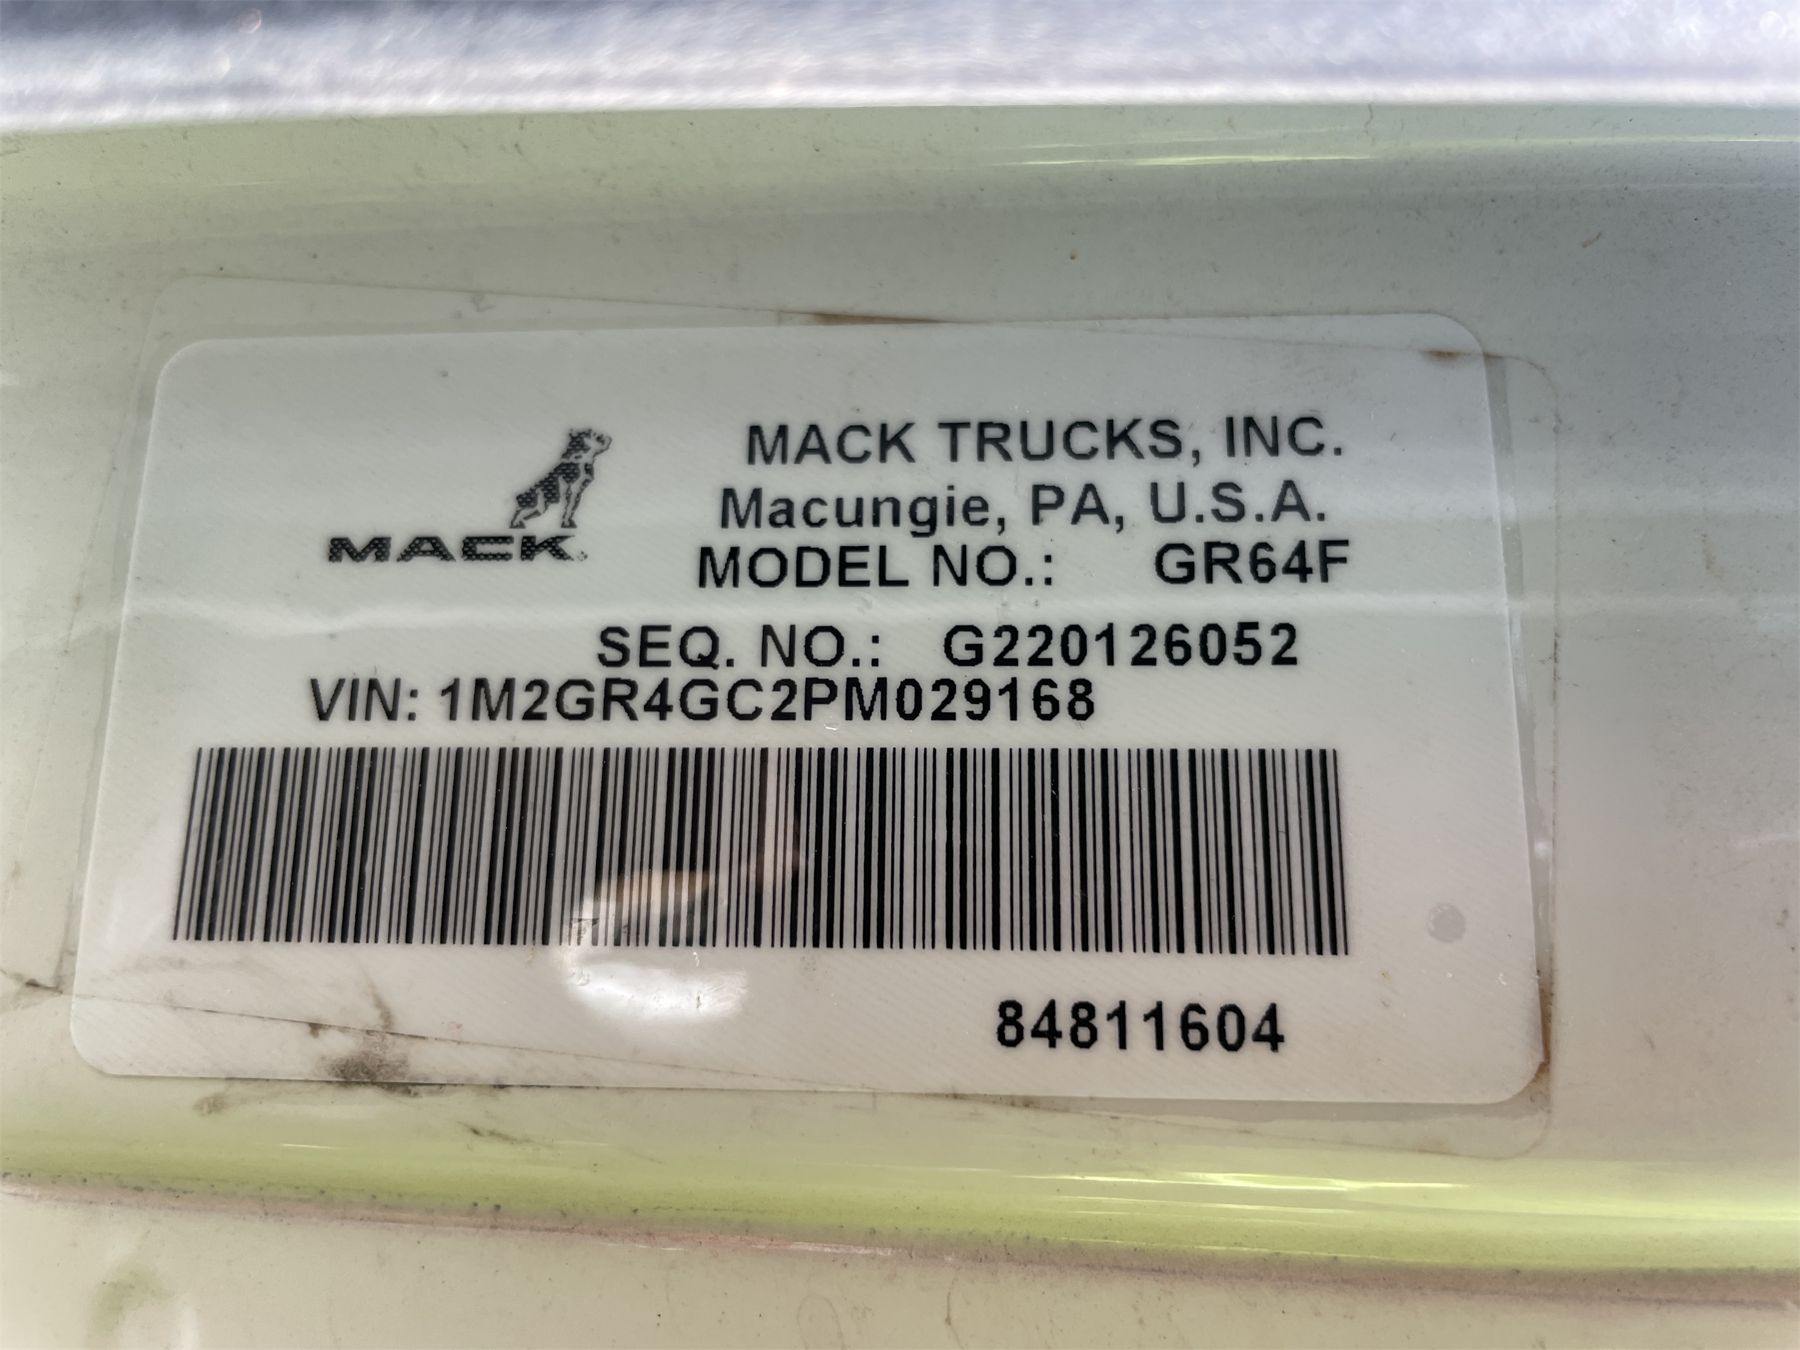 MACK TRUCKS, INC.
Macungie, PA, U.S.A.
MACK
MODEL NO.: GR64F
SEQ. NO.: G220126052
VIN: 1M2GR4GC2PM029168
84811604